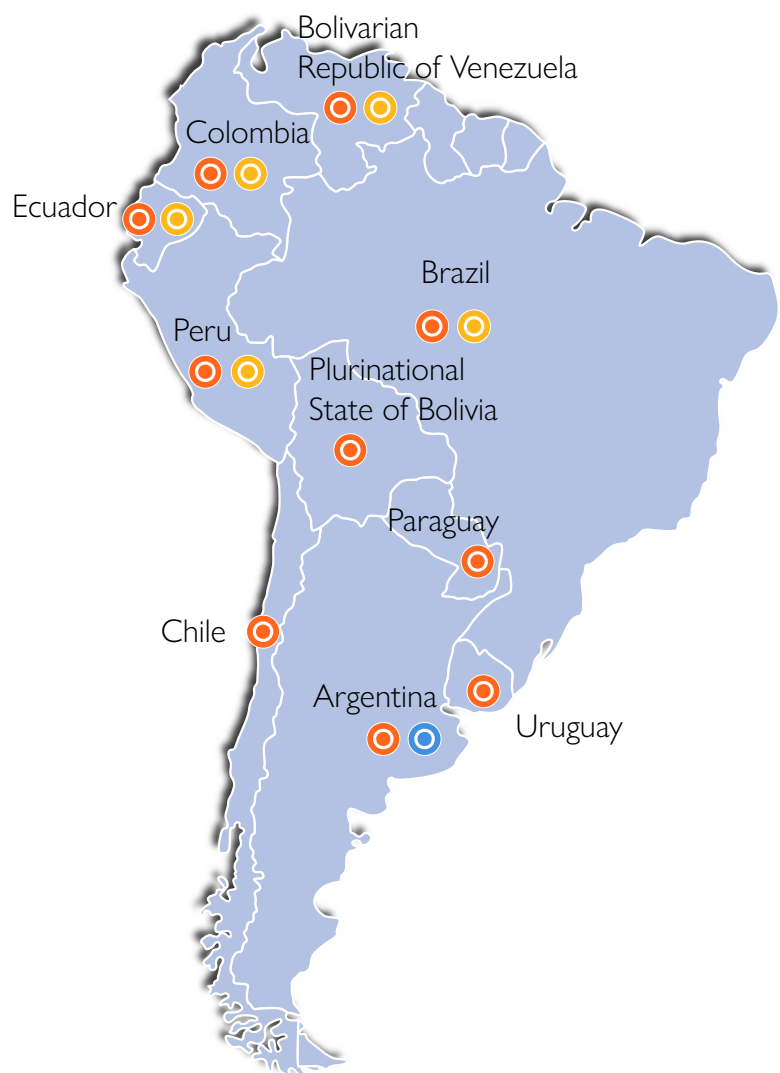 Bolivarian
Republic of Venezuela
Colombia
Ecuador
Brazil
Peru
Plurinational
State of Bolivia
Paraguay
Chile
Argentina
Uruguay